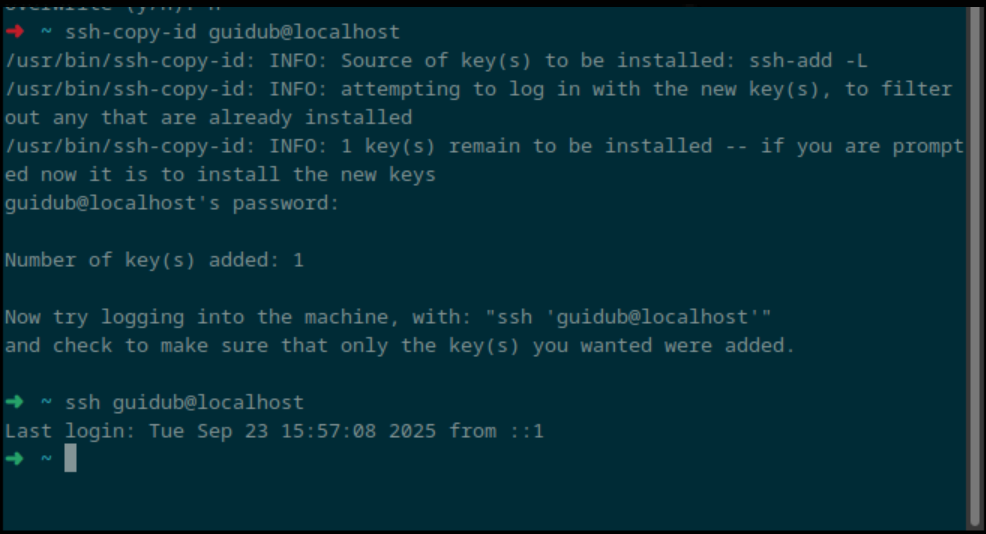 overwrite (y/n)? n
➜ ~ ssh-copy-id guidub@localhost
/usr/bin/ssh-copy-id: INFO: Source of key(s) to be installed: ssh-add -L
/usr/bin/ssh-copy-id: INFO: attempting to log in with the new key(s), to filter
out any that are already installed
/usr/bin/ssh-copy-id: INFO: 1 key(s) remain to be installed -- if you are prompt
ed now it is to install the new keys
guidub@localhost's password:
Number of key(s) added: 1
Now try logging into the machine, with: "ssh 'guidub@localhost'"
and check to make sure that only the key(s) you wanted were added.
➜ ~ ssh guidub@localhost
Last login: Tue Sep 23 15:57:08 2025 from ::1
➜ ~